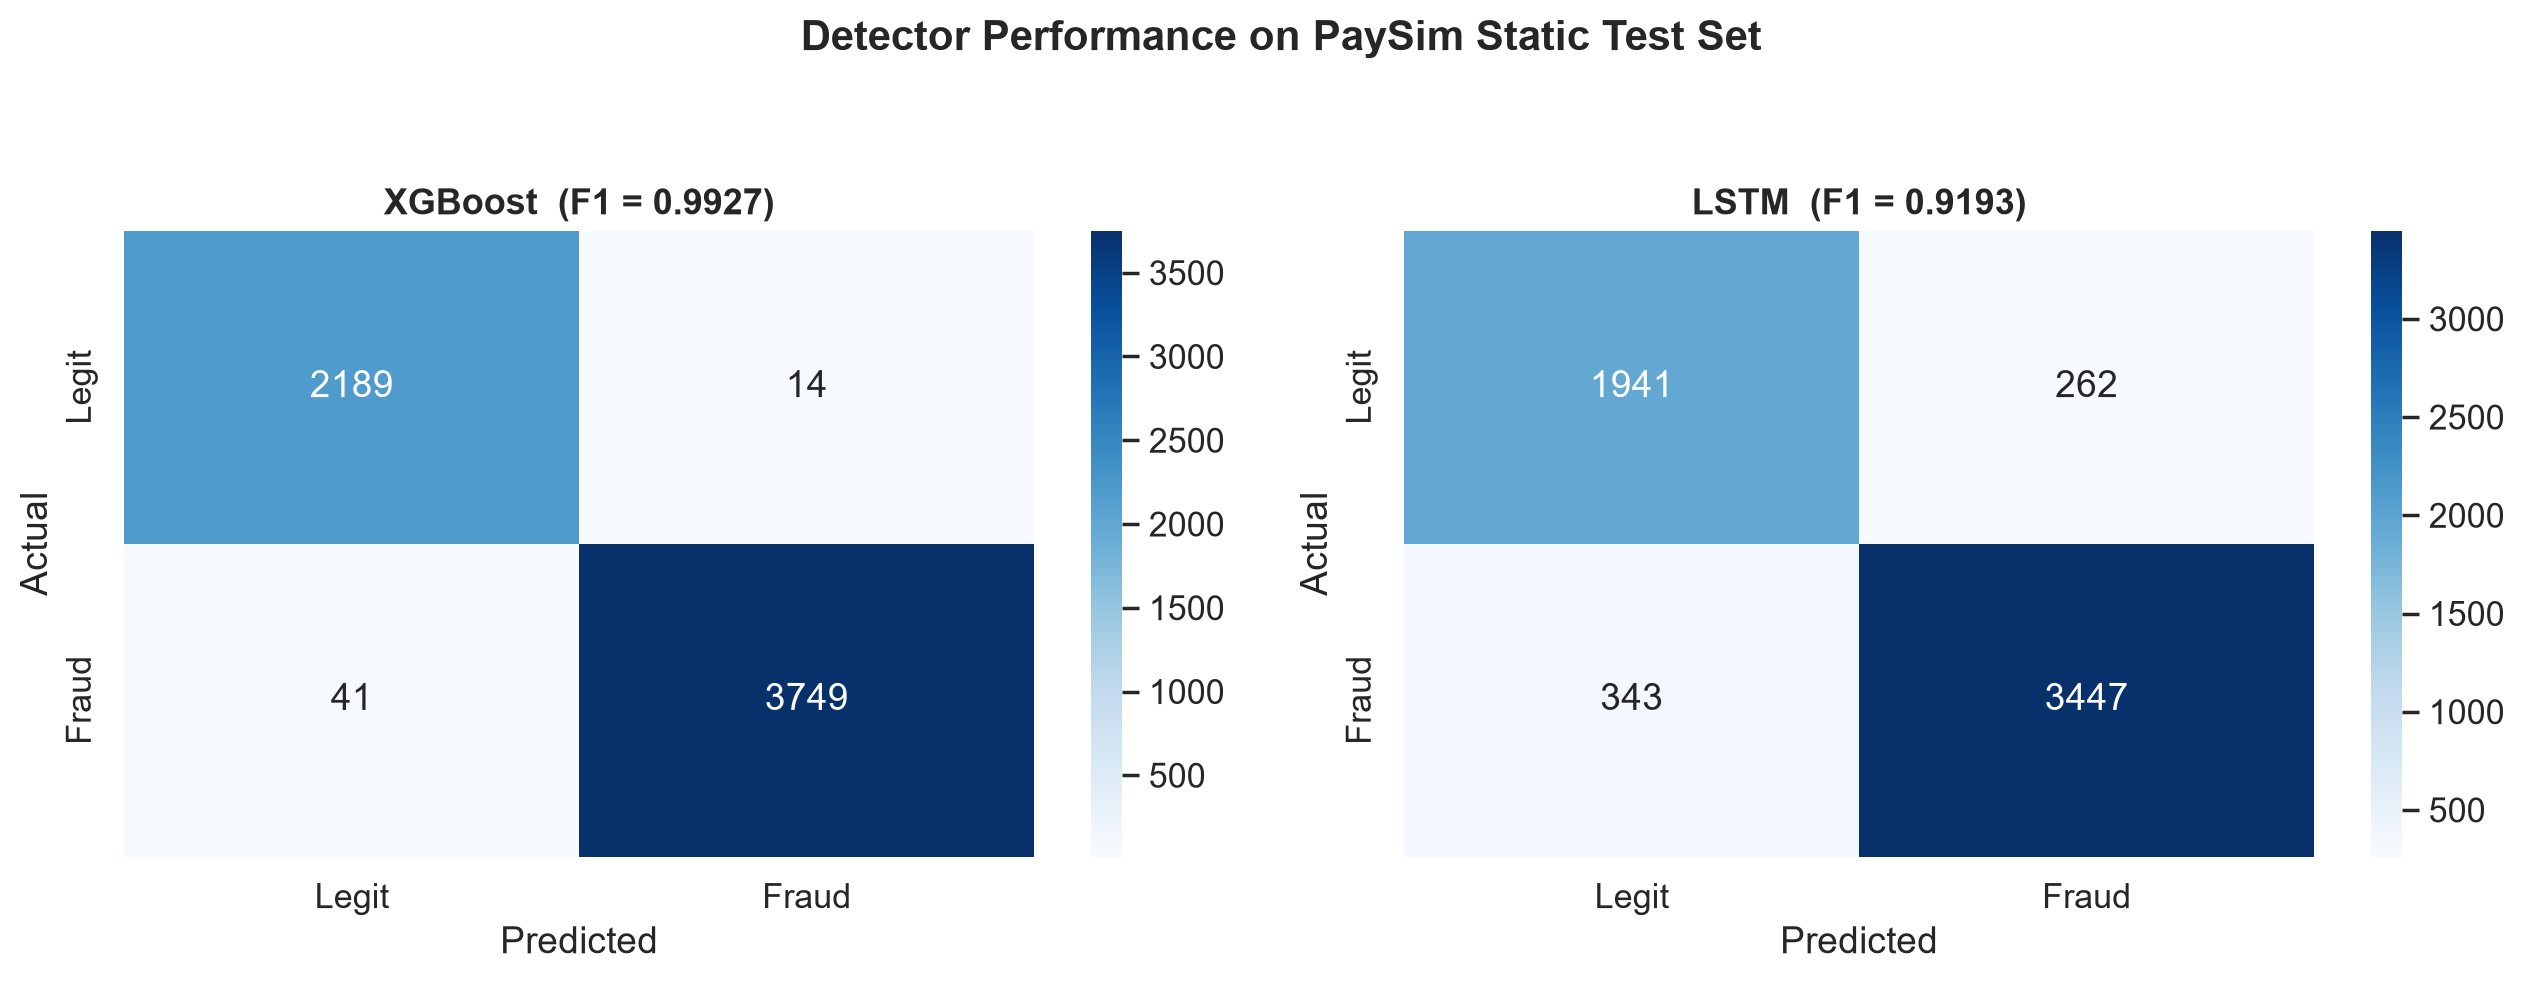 Detector Performance on PaySim Static Test Set
XGBoost (F1 = 0.9927)
Actual
Legit
Fraud
2189
14
41
3749
Legit
Fraud
Predicted
3500
3000
2500
2000
1500
1000
500
LSTM (F1 = 0.9193)
Actual
Legit
Fraud
1941
262
343
3447
Legit
Fraud
Predicted
3000
2500
2000
1500
1000
500